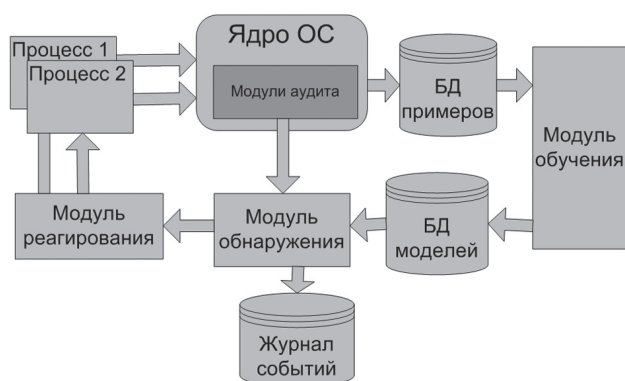 Процесс 1
Процесс 2
Ядро ОС
Модули аудита
БД
примеров
Модуль
обучения
Модуль
реагирования
Модуль
обнаружения
БД
моделей
Журнал
событий